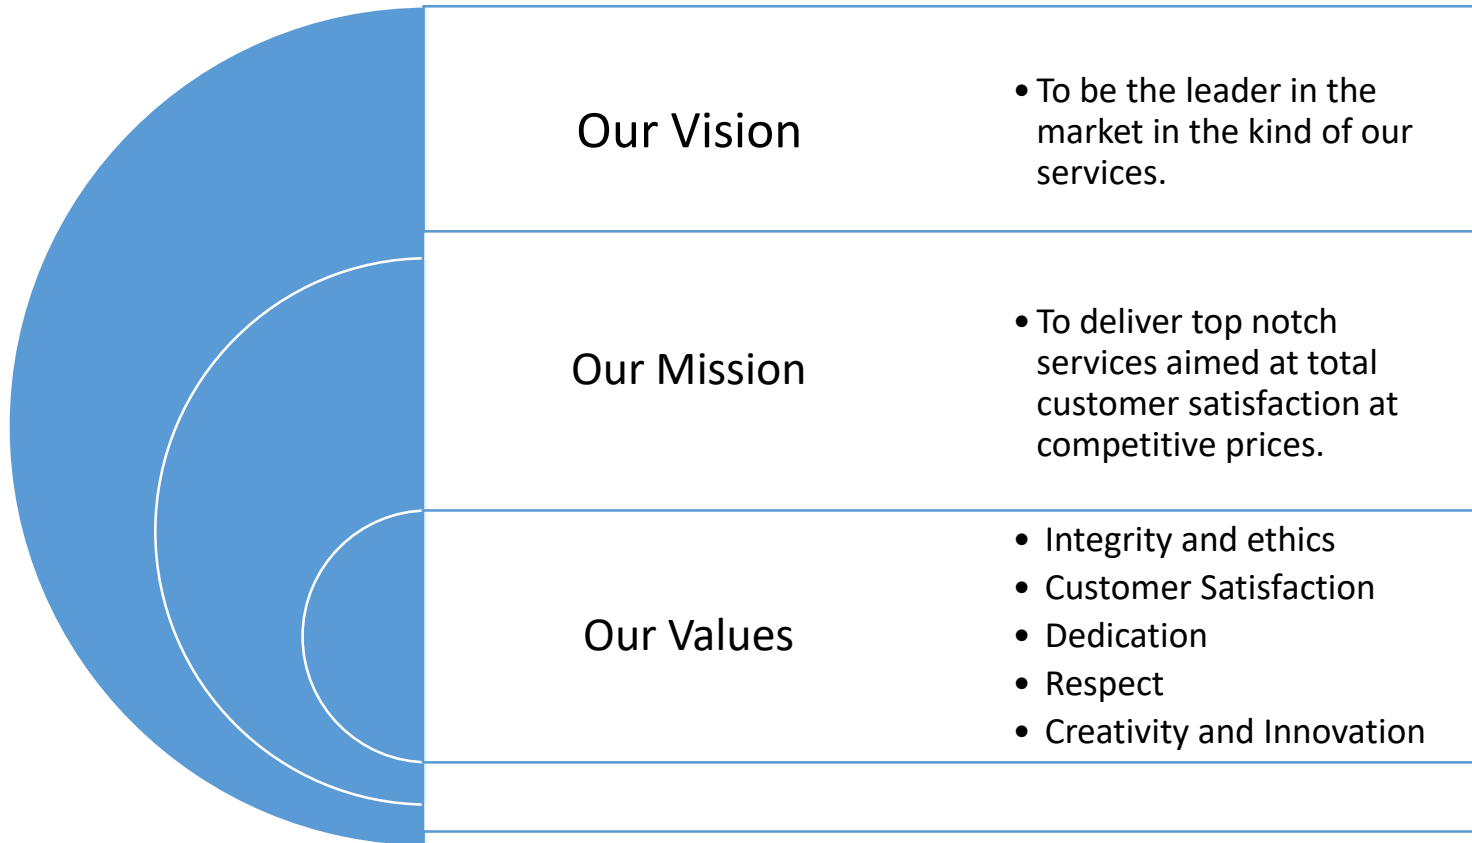 Our Vision
• To be the leader in the
market in the kind of our
services.
Our Mission
• To deliver top notch
services aimed at total
customer satisfaction at
competitive prices.
Our Values
• Integrity and ethics
• Customer Satisfaction
• Dedication
• Respect
• Creativity and Innovation